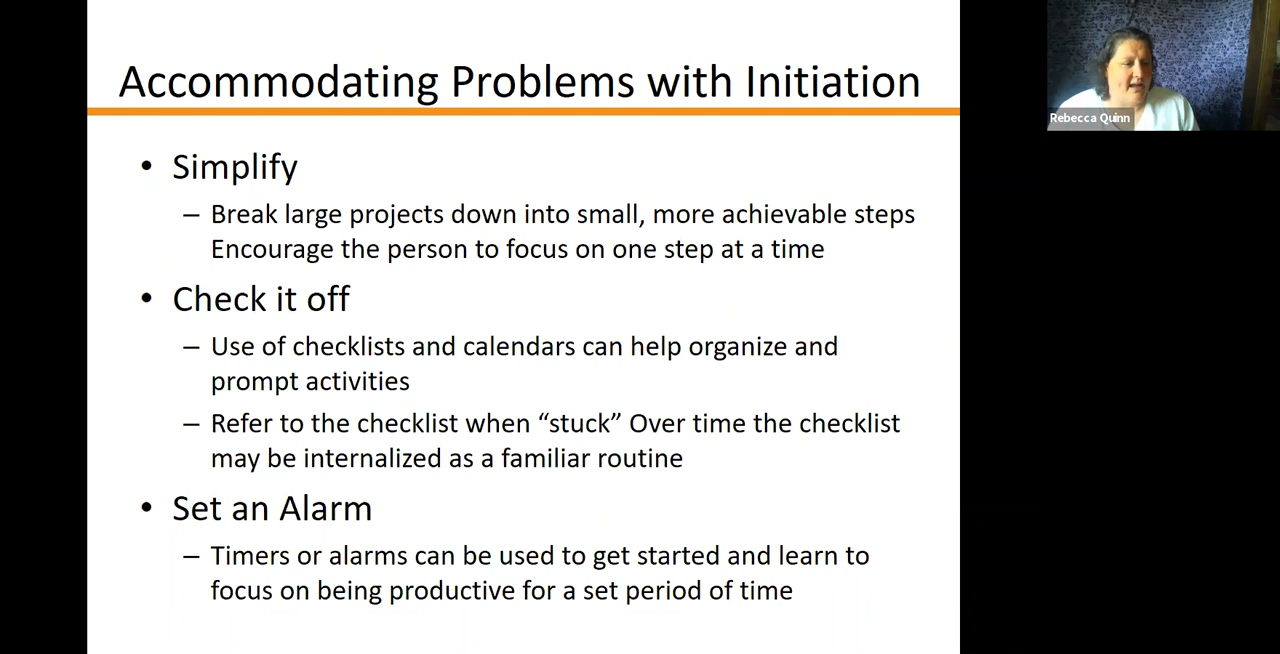 Accommodating Problems with Initiation
• Simplify
– Break large projects down into small, more achievable steps
Encourage the person to focus on one step at a time
• Check it off
– Use of checklists and calendars can help organize and
prompt activities
– Refer to the checklist when “stuck” Over time the checklist
may be internalized as a familiar routine
• Set an Alarm
– Timers or alarms can be used to get started and learn to
focus on being productive for a set period of time
Rebecca Quinn